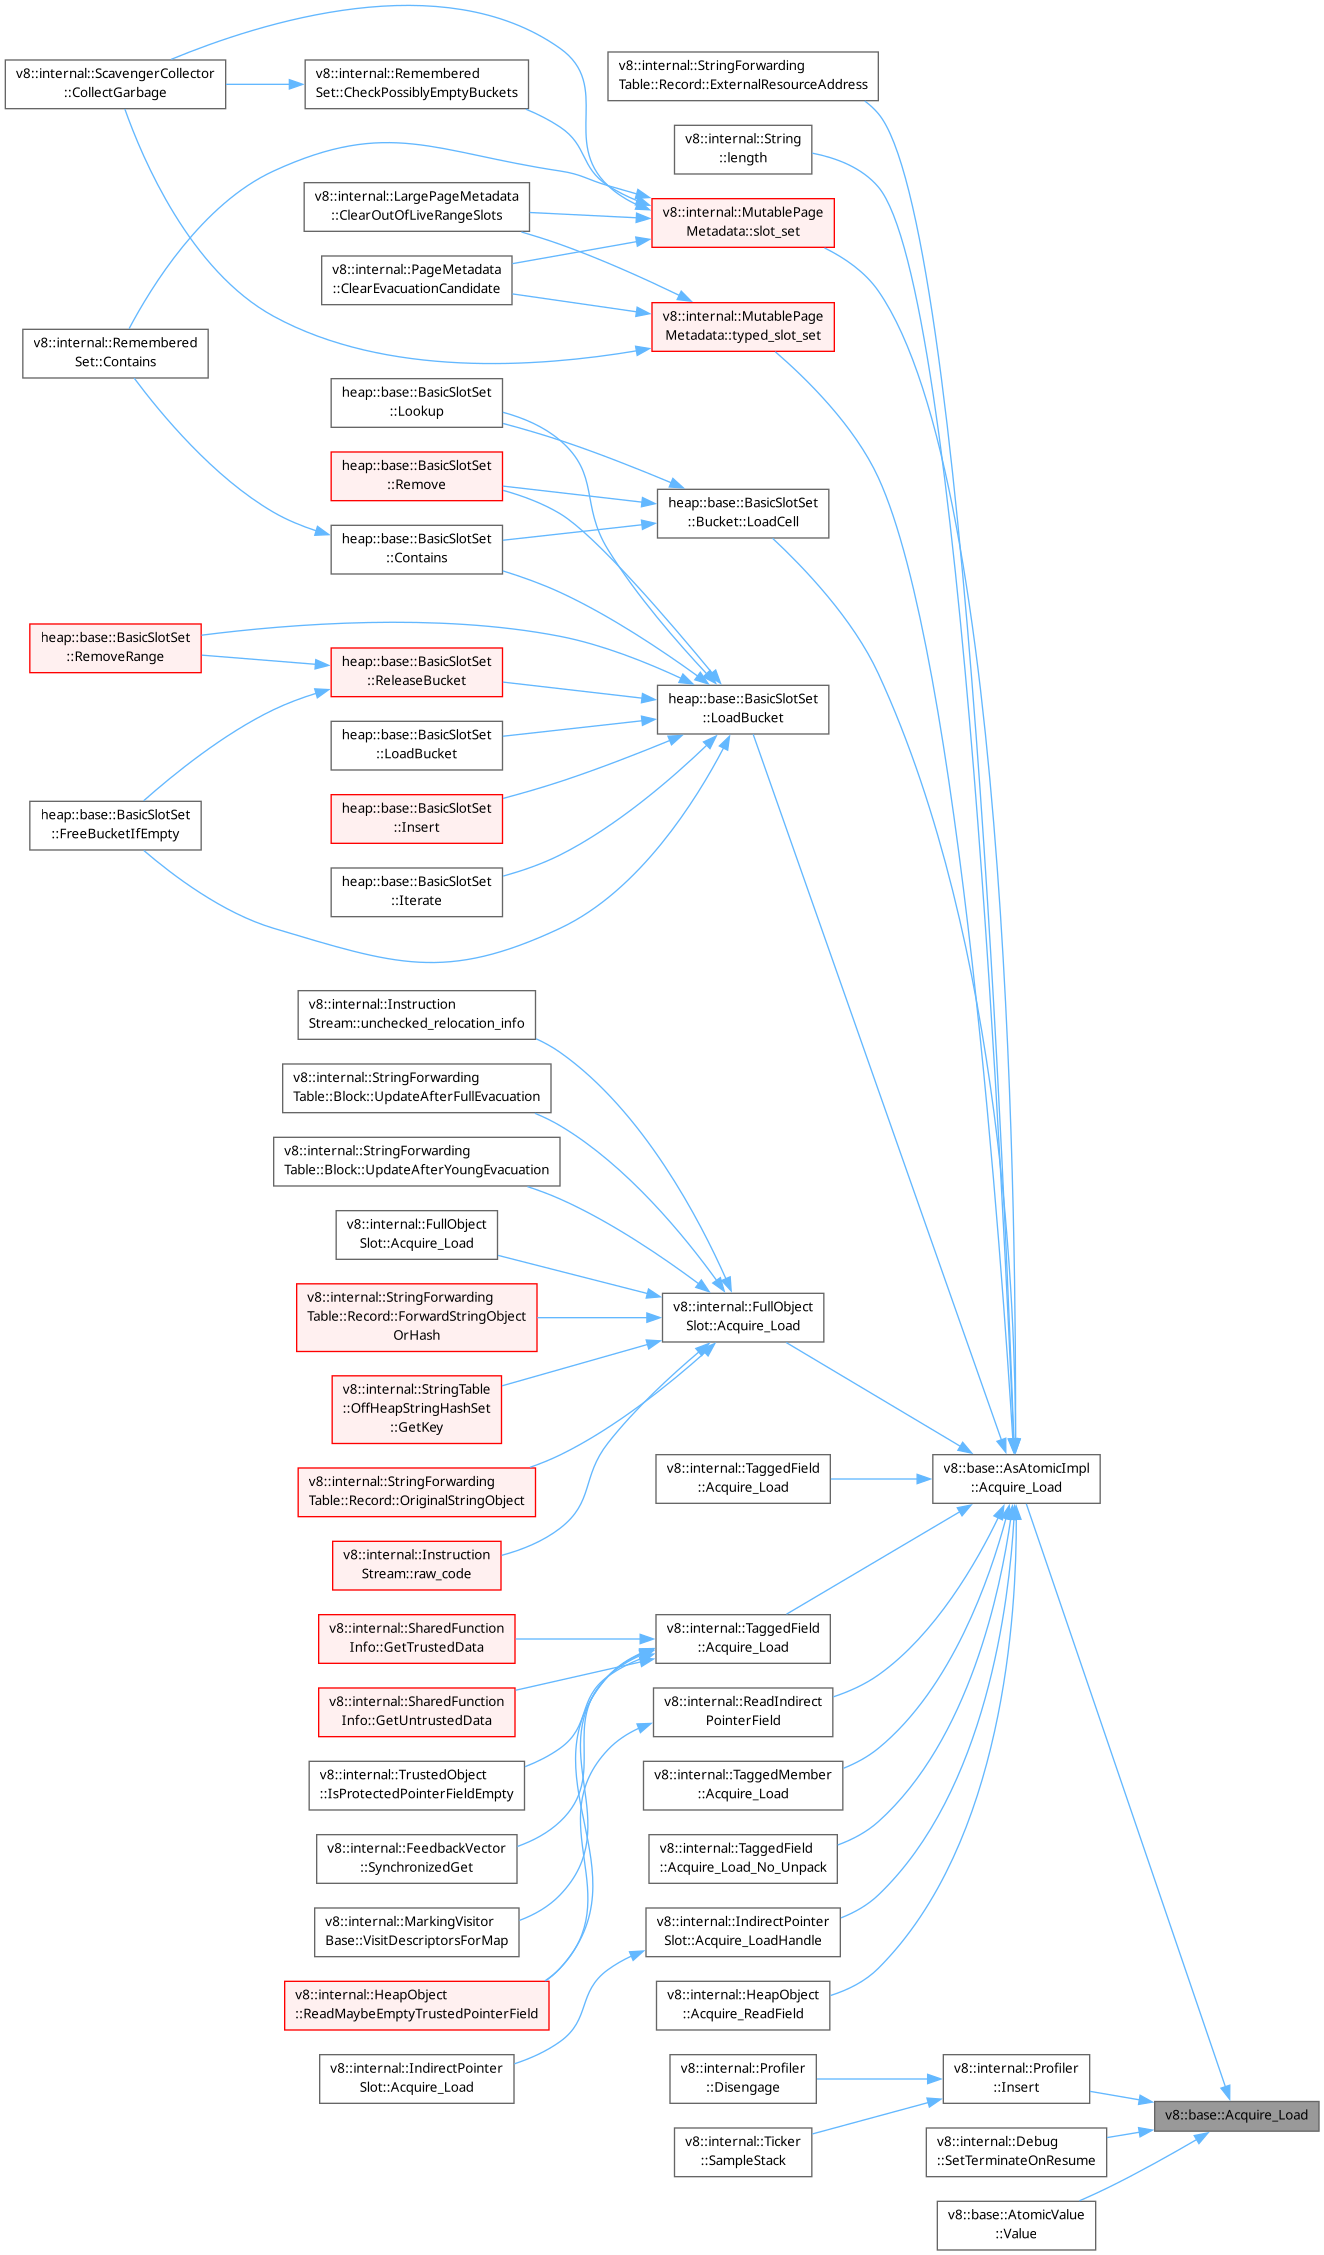 v8::internal::ScavengerCollector
::CollectGarbage
v8::internal::Remembered
Set::CheckPossiblyEmptyBuckets
v8::internal::StringForwarding
Table::Record::ExternalResourceAddress
v8::internal::String
::length
v8::internal::LargePageMetadata
::ClearOutOfLiveRangeSlots
v8::internal::MutablePage
Metadata::slot_set
v8::internal::PageMetadata
::ClearEvacuationCandidate
v8::internal::MutablePage
Metadata::typed_slot_set
v8::internal::Remembered
Set::Contains
heap::base::BasicSlotSet
::Lookup
heap::base::BasicSlotSet
::Remove
heap::base::BasicSlotSet
::Bucket::LoadCell
heap::base::BasicSlotSet
::Contains
heap::base::BasicSlotSet
::RemoveRange
heap::base::BasicSlotSet
::ReleaseBucket
heap::base::BasicSlotSet
::LoadBucket
heap::base::BasicSlotSet
::LoadBucket
heap::base::BasicSlotSet
::Insert
heap::base::BasicSlotSet
::FreeBucketIfEmpty
heap::base::BasicSlotSet
::Iterate
v8::internal::Instruction
Stream::unchecked_relocation_info
v8::internal::StringForwarding
Table::Block::UpdateAfterFullEvacuation
v8::internal::StringForwarding
Table::Block::UpdateAfterYoungEvacuation
v8::internal::FullObject
Slot::Acquire_Load
v8::internal::StringForwarding
Table::Record::ForwardStringObject
OrHash
v8::internal::FullObject
Slot::Acquire_Load
v8::internal::StringTable
::OffHeapStringHashSet
::GetKey
v8::internal::StringForwarding
Table::Record::OriginalStringObject
v8::internal::TaggedField
::Acquire_Load
v8::base::AsAtomicImpl
::Acquire_Load
v8::internal::Instruction
Stream::raw_code
v8::internal::SharedFunction
Info::GetTrustedData
v8::internal::TaggedField
::Acquire_Load
v8::internal::SharedFunction
Info::GetUntrustedData
v8::internal::ReadIndirect
PointerField
v8::internal::TrustedObject
::IsProtectedPointerFieldEmpty
v8::internal::TaggedMember
::Acquire_Load
v8::internal::FeedbackVector
::SynchronizedGet
v8::internal::TaggedField
::Acquire_Load_No_Unpack
v8::internal::MarkingVisitor
Base::VisitDescriptorsForMap
v8::internal::IndirectPointer
Slot::Acquire_LoadHandle
v8::internal::HeapObject
::ReadMaybeEmptyTrustedPointerField
v8::internal::HeapObject
::Acquire_ReadField
v8::internal::IndirectPointer
Slot::Acquire_Load
v8::internal::Profiler
::Disengage
v8::internal::Profiler
::Insert
v8::base::Acquire_Load
v8::internal::Ticker
::SampleStack
v8::internal::Debug
::SetTerminateOnResume
v8::base::AtomicValue
::Value